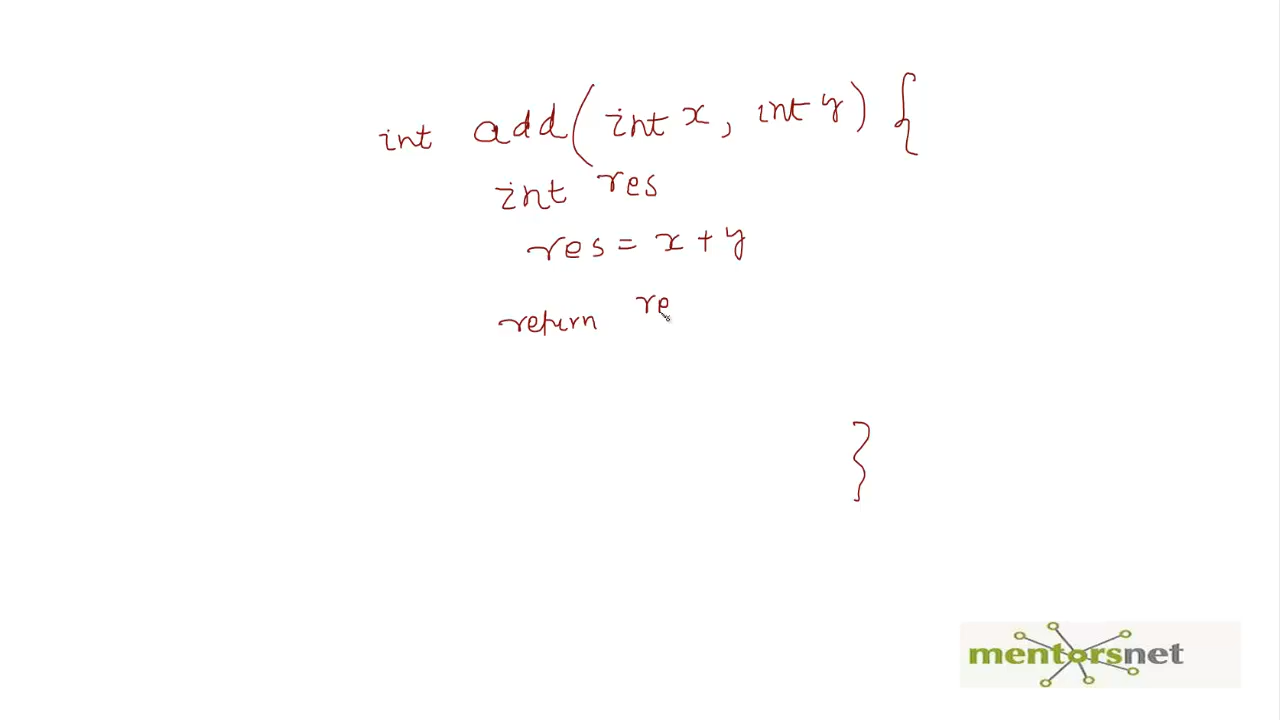 int add(int x, int y) {
int res
res = x + y
return re
}
mentorsnet